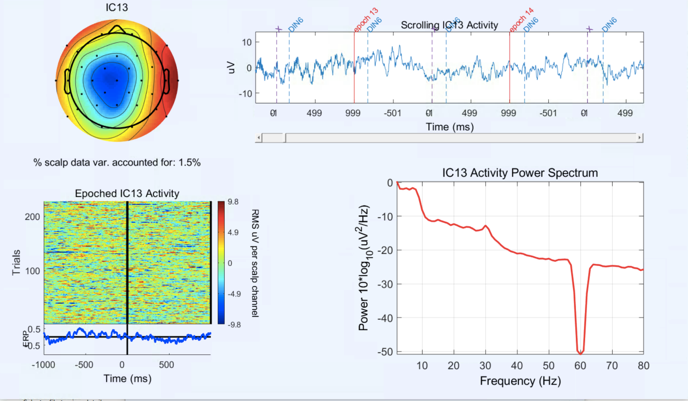 IC13
% scalp data var. accounted for: 1.5%
Scrolling IC13 Activity
X DIN6 epoch 13 DIN6 X epoch 14 DIN6 X DIN6
10
0
-10
uV
0 499 999 -501 0 499 999 -501 0 499
Time (ms)
Epoched IC13 Activity
200
100
Trials
9.8
4.9
0
-4.9
-9.8
RMS uV per scalp channel
0.5
-0.5
ERP
-1000 -500 0 500
Time (ms)
IC13 Activity Power Spectrum
0
-10
-20
-30
-40
-50
Power 10*log10(uV2/Hz)
10 20 30 40 50 60 70 80
Frequency (Hz)